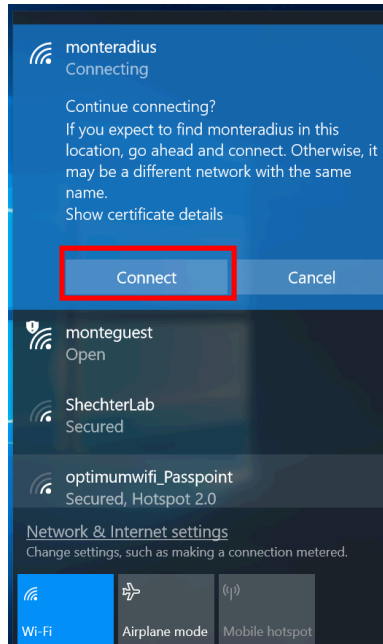 monteradius
Connecting
Continue connecting?
If you expect to find monteradius in this
location, go ahead and connect. Otherwise, it
may be a different network with the same
name.
Show certificate details
Connect
Cancel
monteguest
Open
ShechterLab
Secured
optimumwifi_Passpoint
Secured, Hotspot 2.0
Network & Internet settings
Change settings, such as making a connection metered.
Wi-Fi
Airplane mode
Mobile hotspot